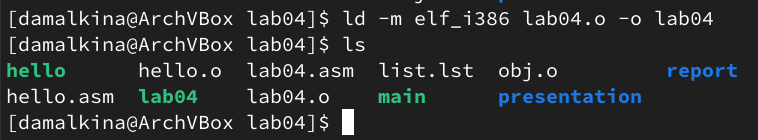 [damalkina@ArchVBox lab04]$ ld -m elf_i386 lab04.o -o lab04
[damalkina@ArchVBox lab04]$ ls
hello hello.o lab04.asm list.lst obj.o report
hello.asm lab04 lab04.o main presentation
[damalkina@ArchVBox lab04]$